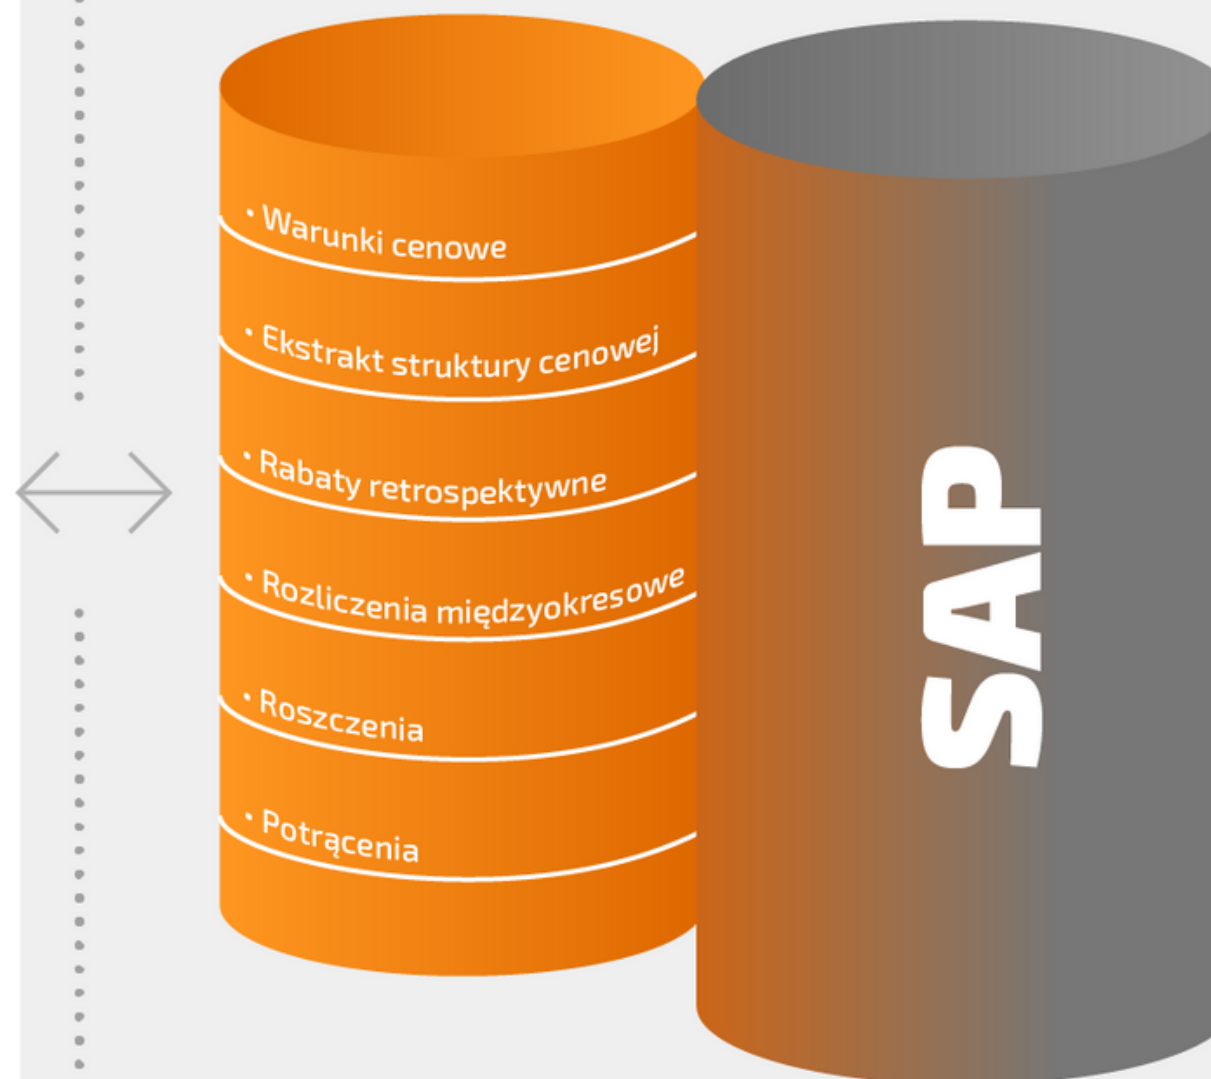 • Warunki cenowe
• Ekstrakt struktury cenowej
• Rabaty retrospektywne
• Rozliczenia międzyokresowe
• Roszczenia
• Potrącenia
SAP